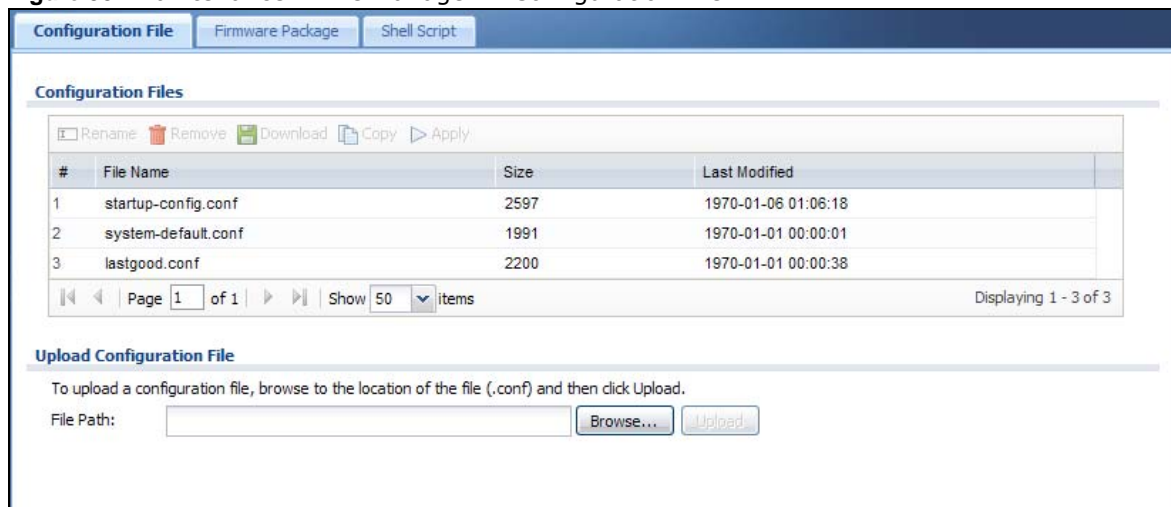 Configuration File Firmware Package Shell Script
Configuration Files
Rename Remove Download Copy Apply
# File Name Size Last Modified
1 startup-config.conf 2597 1970-01-06 01:06:18
2 system-default.conf 1991 1970-01-01 00:00:01
3 lastgood.conf 2200 1970-01-01 00:00:38
Page 1 of 1 Show 50 items Displaying 1 - 3 of 3
Upload Configuration File
To upload a configuration file, browse to the location of the file (.conf) and then click Upload.
File Path: Browse... Upload